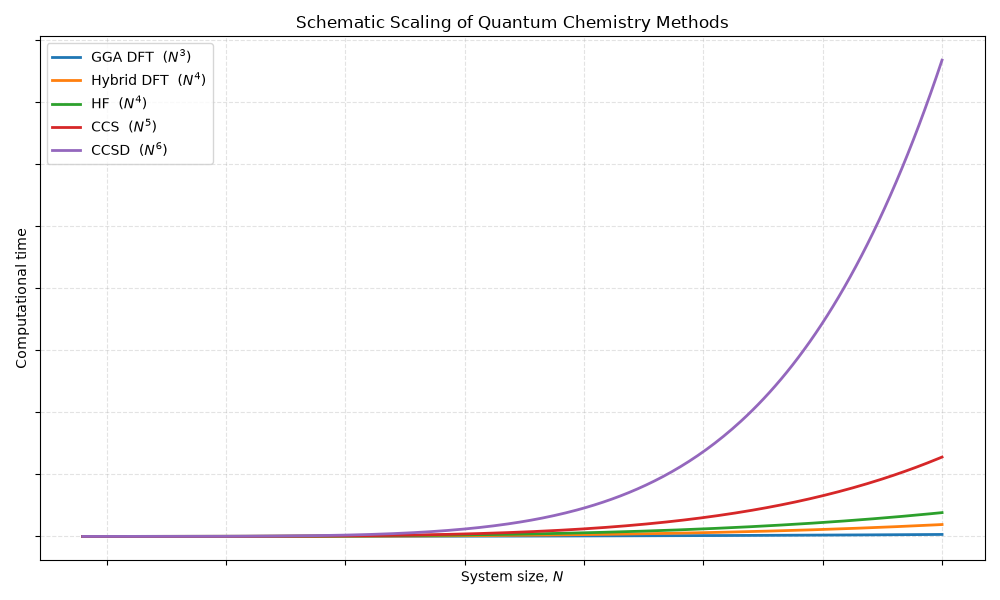 Schematic Scaling of Quantum Chemistry Methods
GGA DFT (N³)
Hybrid DFT (N⁴)
HF (N⁴)
CCS (N⁵)
CCSD (N⁶)
Computational time
System size, N